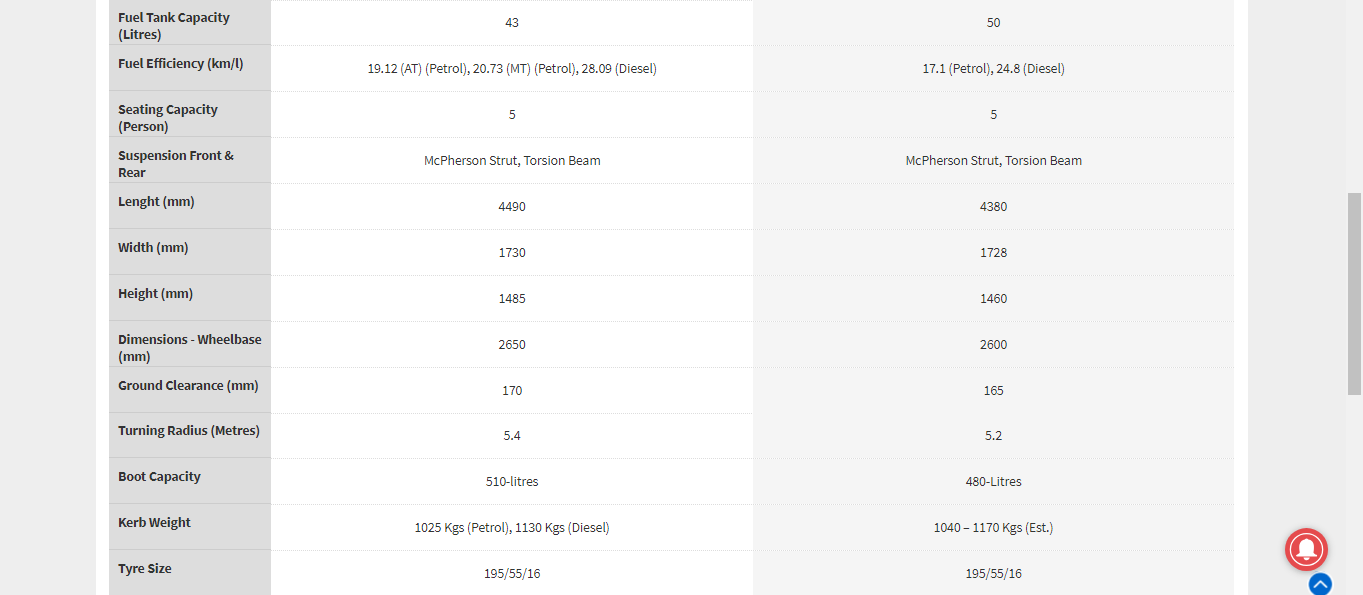 Fuel Tank Capacity
(Litres)
43
50
Fuel Efficiency (km/l)
19.12 (AT) (Petrol), 20.73 (MT) (Petrol), 28.09 (Diesel)
17.1 (Petrol), 24.8 (Diesel)
Seating Capacity
(Person)
5
5
Suspension Front &
Rear
McPherson Strut, Torsion Beam
McPherson Strut, Torsion Beam
Lenght (mm)
4490
4380
Width (mm)
1730
1728
Height (mm)
1485
1460
Dimensions - Wheelbase
(mm)
2650
2600
Ground Clearance (mm)
170
165
Turning Radius (Metres)
5.4
5.2
Boot Capacity
510-litres
480-Litres
Kerb Weight
1025 Kgs (Petrol), 1130 Kgs (Diesel)
1040 – 1170 Kgs (Est.)
Tyre Size
195/55/16
195/55/16